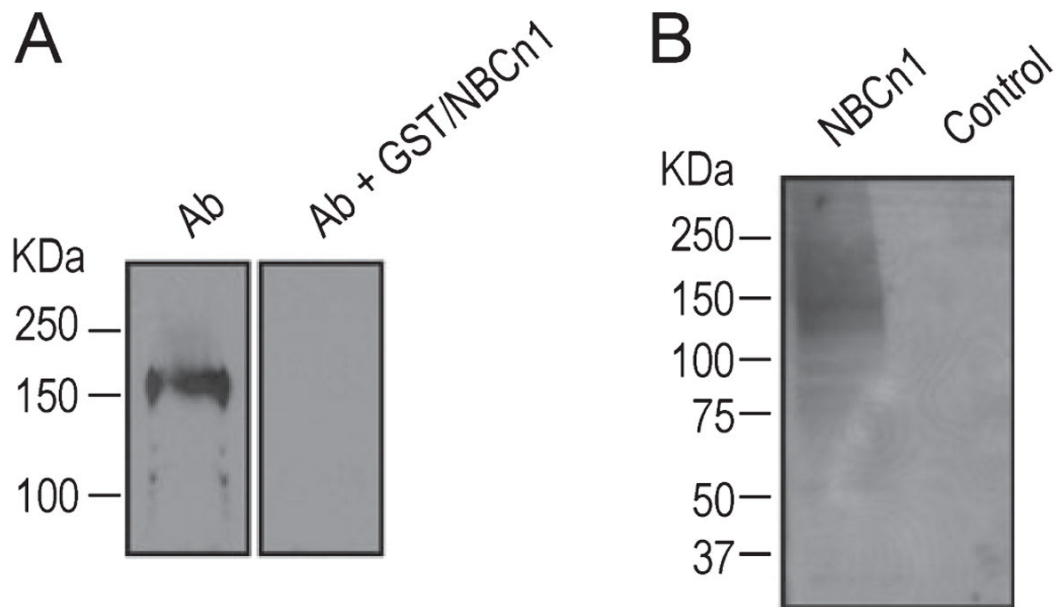 A
Ab
Ab + GST/NBCn1
KDa
250
150
100
B
NBCn1
Control
KDa
250
150
100
75
50
37